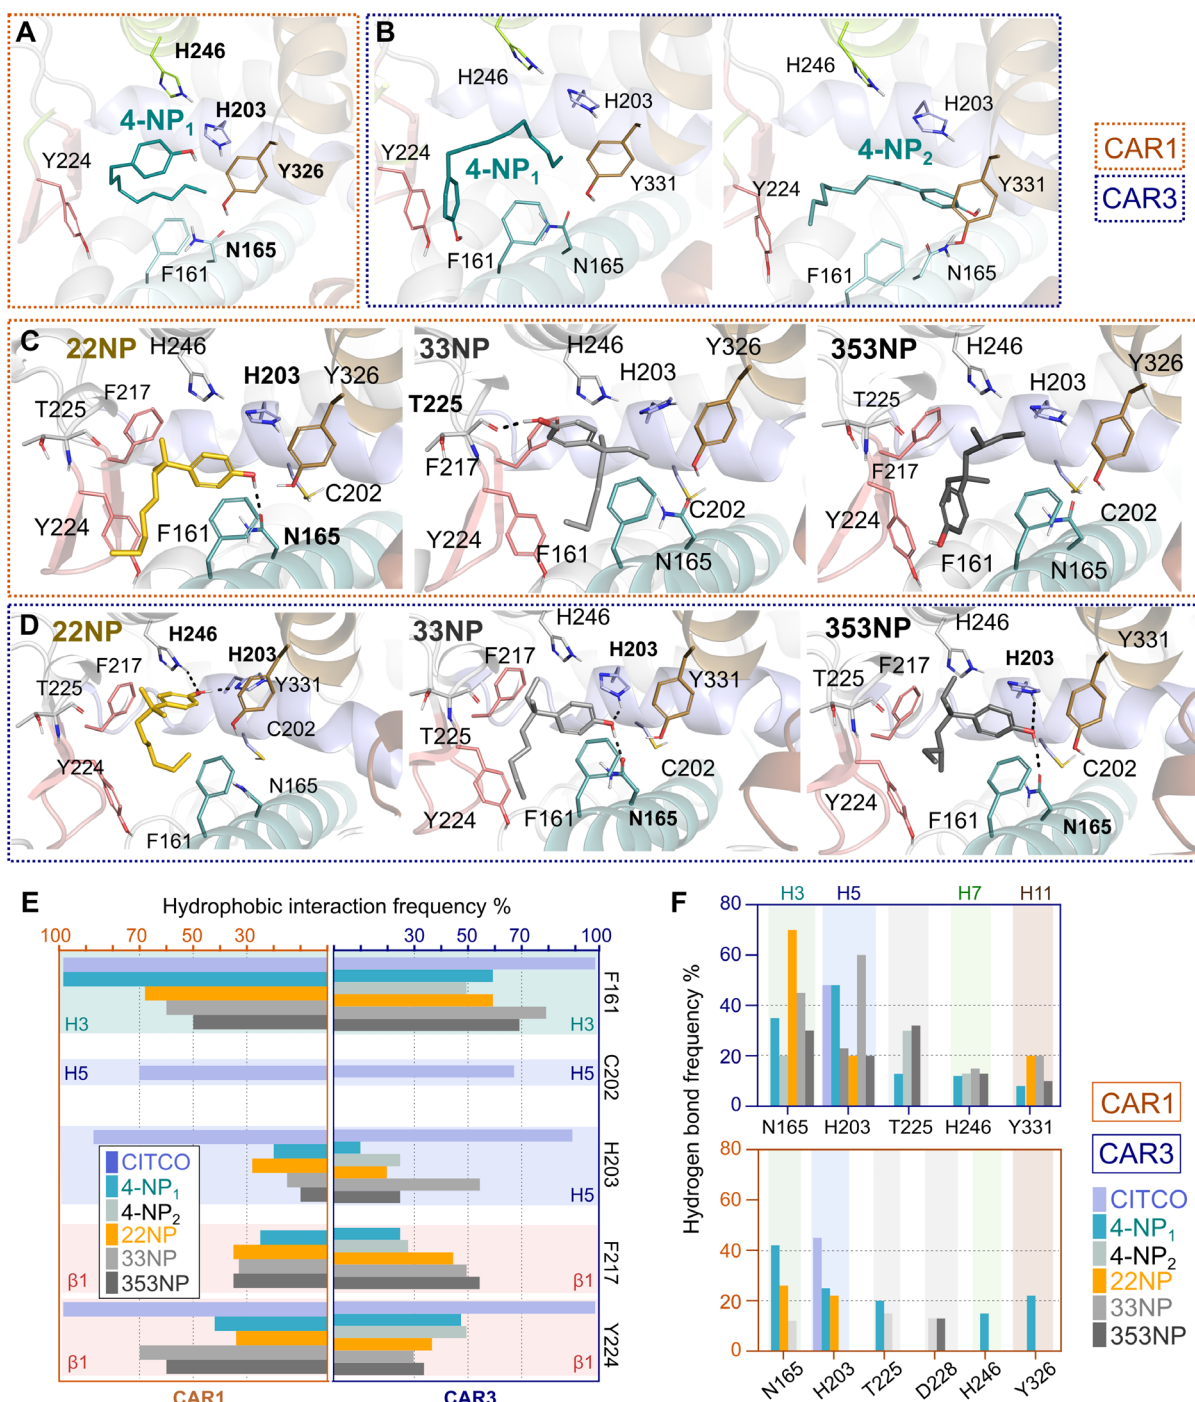 A
H246
H203
4-NP1
Y224
Y326
N165
F161
B
H246
H203
Y224
4-NP1
Y331
F161
N165
H246
H203
4-NP2
Y224
Y331
F161
N165
CAR1
CAR3
C
22NP
H246
H203
Y326
F217
T225
C202
Y224
F161
N165
33NP
H246
Y326
H203
T225
F217
C202
Y224
F161
N165
353NP
H246
H203
Y326
T225
F217
Y224
C202
F161
N165
D
22NP
H246
H203
F217
T225
Y331
C202
Y224
N165
F161
33NP
H246
H203
F217
Y331
T225
C202
Y224
F161
N165
353NP
H246
Y331
H203
F217
T225
C202
Y224
F161
N165
E
Hydrophobic interaction frequency %
100 70 50 30 30 50 70 100
H3 H3 F161
H5 H5 C202
H5 H203
β1 β1 F217
β1 β1 Y224
CITCO
4-NP1
4-NP2
22NP
33NP
353NP
CAR1 CAR3
F
H3 H5 H7 H11
Hydrogen bond frequency %
80
60
40
20
0
N165 H203 T225 H246 Y331
80
60
40
20
0
N165 H203 T225 D228 H246 Y326
CAR1
CAR3
CITCO
4-NP1
4-NP2
22NP
33NP
353NP